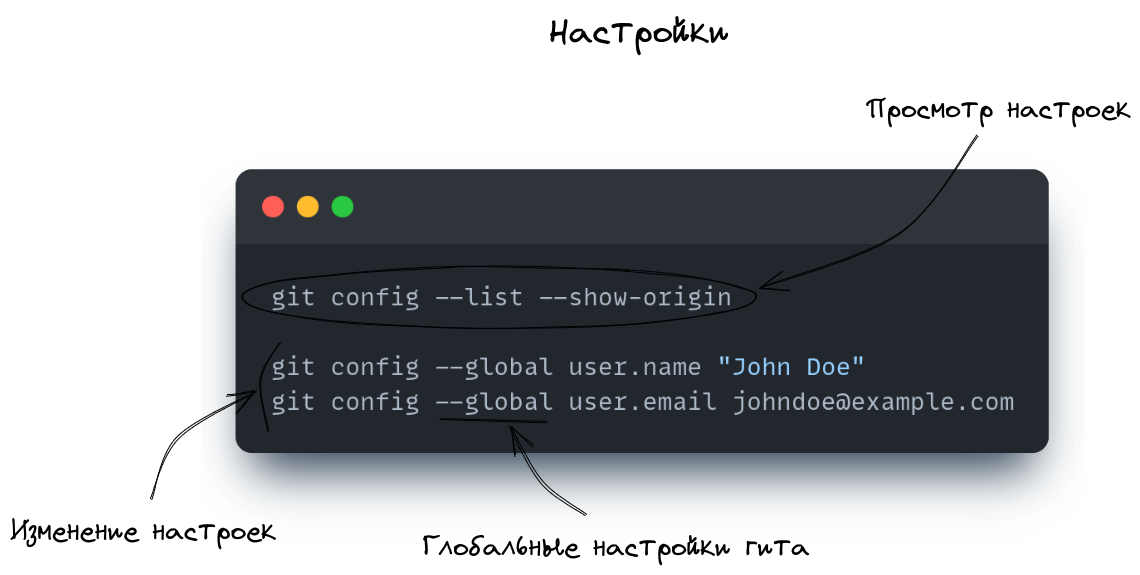 Настройки
Просмотр настроек
git config --list --show-origin
git config --global user.name "John Doe"
git config --global user.email johndoe@example.com
Изменение настроек
Глобальные настройки гита